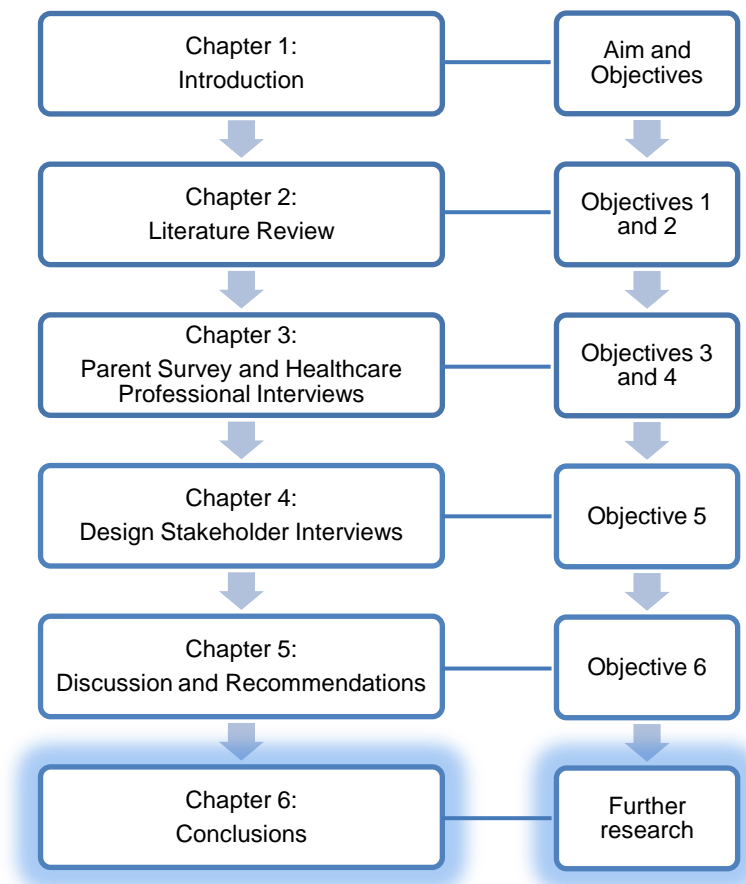 Chapter 1:
Introduction
Aim and
Objectives
Chapter 2:
Literature Review
Objectives 1
and 2
Chapter 3:
Parent Survey and Healthcare
Professional Interviews
Objectives 3
and 4
Chapter 4:
Design Stakeholder Interviews
Objective 5
Chapter 5:
Discussion and Recommendations
Objective 6
Chapter 6:
Conclusions
Further
research